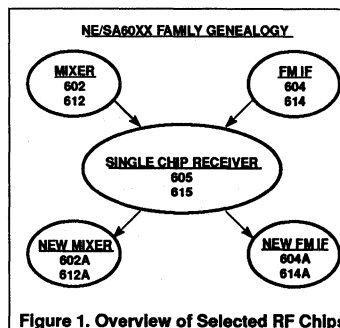 NE/SA60XX FAMILY GENEALOGY
MIXER
602
612
FM IF
604
614
SINGLE CHIP RECEIVER
605
615
NEW MIXER
602A
612A
NEW FM IF
604A
614A
Figure 1. Overview of Selected RF Chips